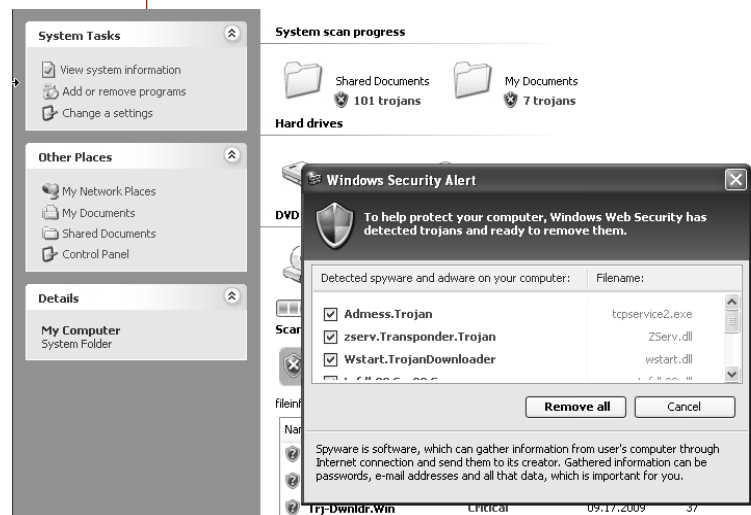 System Tasks
View system information
Add or remove programs
Change a settings
Other Places
My Network Places
My Documents
Shared Documents
Control Panel
Details
My Computer
System Folder
System scan progress
Shared Documents
101 trojans
My Documents
7 trojans
Hard drives
DVD
Scan
fileinf
Nar
Trj-Dwnldr.Win Critical 09.17.2009 37
Windows Security Alert
To help protect your computer, Windows Web Security has
detected trojans and ready to remove them.
Detected spyware and adware on your computer: Filename:
Admess.Trojan tcpservice2.exe
zserv.Transponder.Trojan ZServ.dll
Wstart.TrojanDownloader wstart.dll
Remove all Cancel
Spyware is software, which can gather information from user's computer through
Internet connection and send them to its creator. Gathered information can be
passwords, e-mail addresses and all that data, which is important for you.